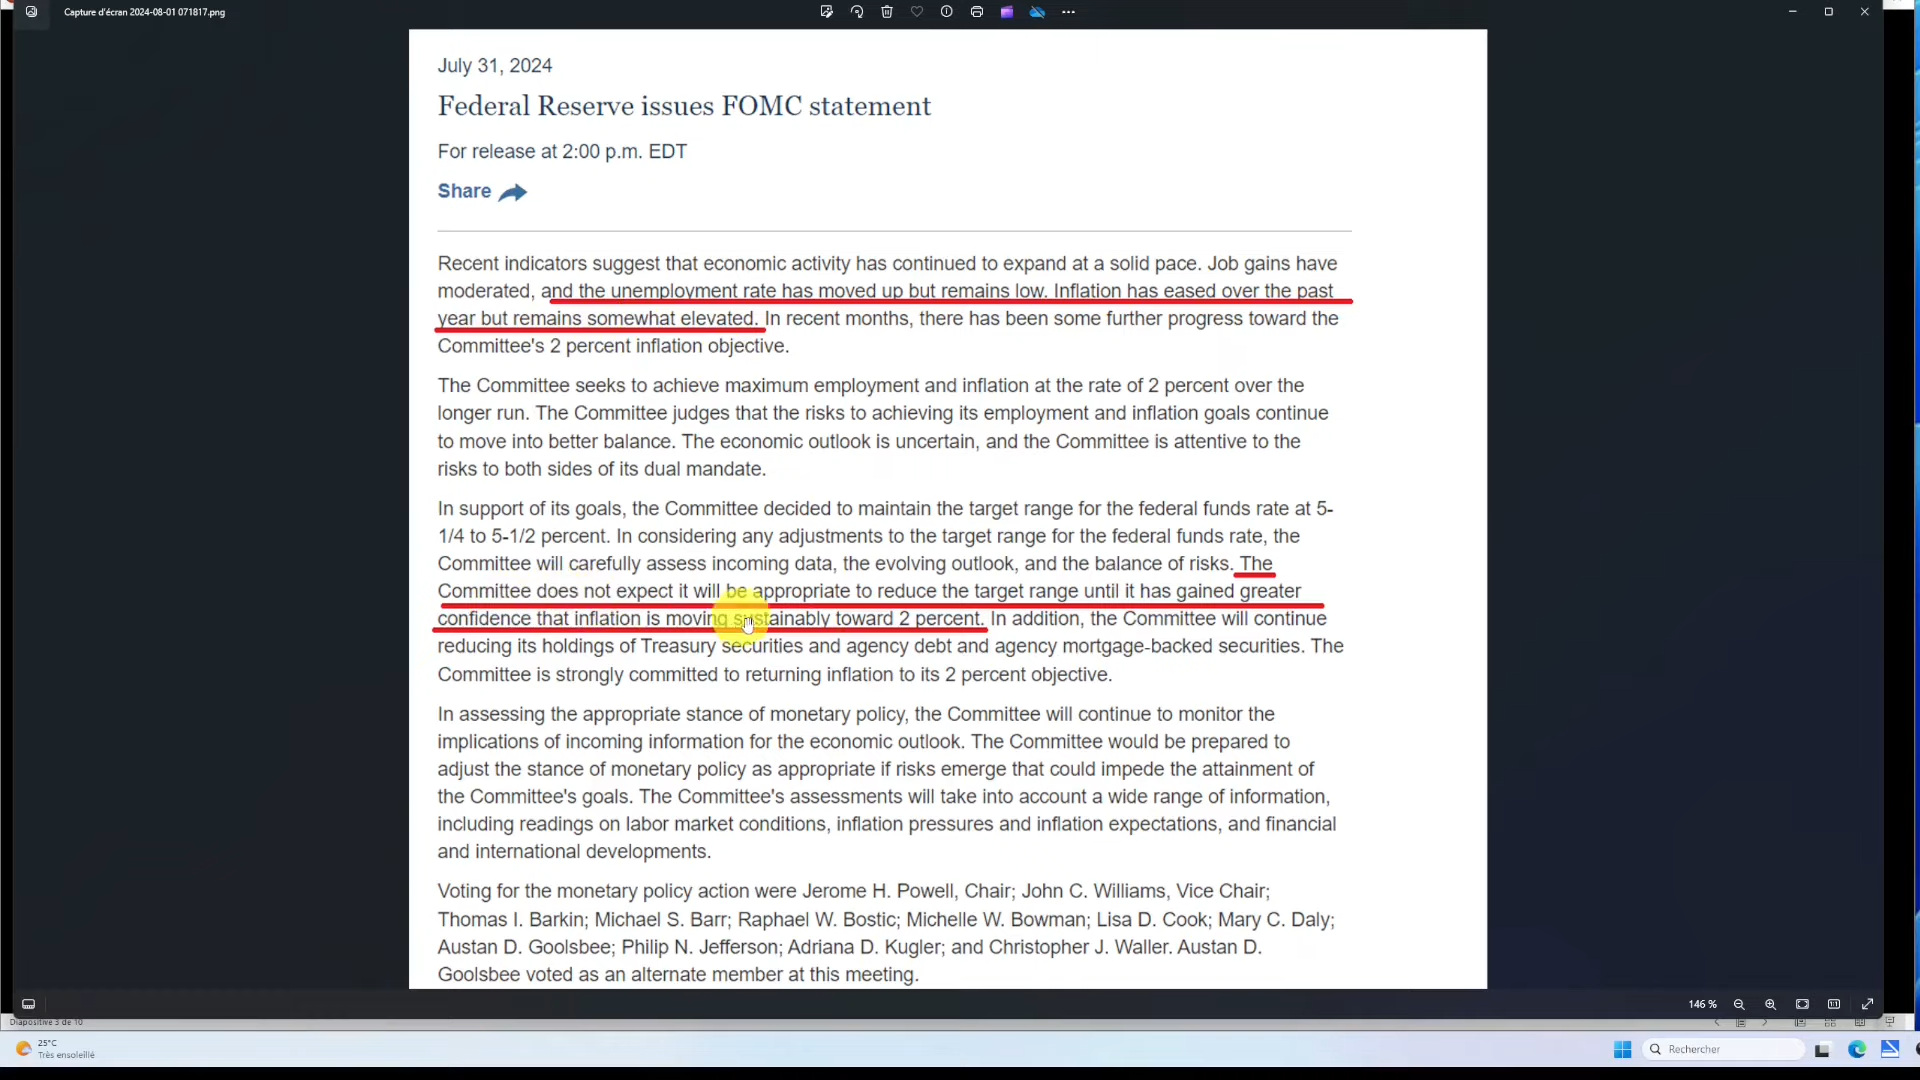 Capture d'écran 2024-08-01 071817.png
July 31, 2024
Federal Reserve issues FOMC statement
For release at 2:00 p.m. EDT
Share
Recent indicators suggest that economic activity has continued to expand at a solid pace. Job gains have
moderated, and the unemployment rate has moved up but remains low. Inflation has eased over the past
year but remains somewhat elevated. In recent months, there has been some further progress toward the
Committee's 2 percent inflation objective.
The Committee seeks to achieve maximum employment and inflation at the rate of 2 percent over the
longer run. The Committee judges that the risks to achieving its employment and inflation goals continue
to move into better balance. The economic outlook is uncertain, and the Committee is attentive to the
risks to both sides of its dual mandate.
In support of its goals, the Committee decided to maintain the target range for the federal funds rate at 5-
1/4 to 5-1/2 percent. In considering any adjustments to the target range for the federal funds rate, the
Committee will carefully assess incoming data, the evolving outlook, and the balance of risks. The
Committee does not expect it will be appropriate to reduce the target range until it has gained greater
confidence that inflation is moving sustainably toward 2 percent. In addition, the Committee will continue
reducing its holdings of Treasury securities and agency debt and agency mortgage-backed securities. The
Committee is strongly committed to returning inflation to its 2 percent objective.
In assessing the appropriate stance of monetary policy, the Committee will continue to monitor the
implications of incoming information for the economic outlook. The Committee would be prepared to
adjust the stance of monetary policy as appropriate if risks emerge that could impede the attainment of
the Committee's goals. The Committee's assessments will take into account a wide range of information,
including readings on labor market conditions, inflation pressures and inflation expectations, and financial
and international developments.
Voting for the monetary policy action were Jerome H. Powell, Chair; John C. Williams, Vice Chair;
Thomas I. Barkin; Michael S. Barr; Raphael W. Bostic; Michelle W. Bowman; Lisa D. Cook; Mary C. Daly;
Austan D. Goolsbee; Philip N. Jefferson; Adriana D. Kugler; and Christopher J. Waller. Austan D.
Goolsbee voted as an alternate member at this meeting.
146 %
Diapositive 3 de 10
25°C
Très ensoleillé
Rechercher